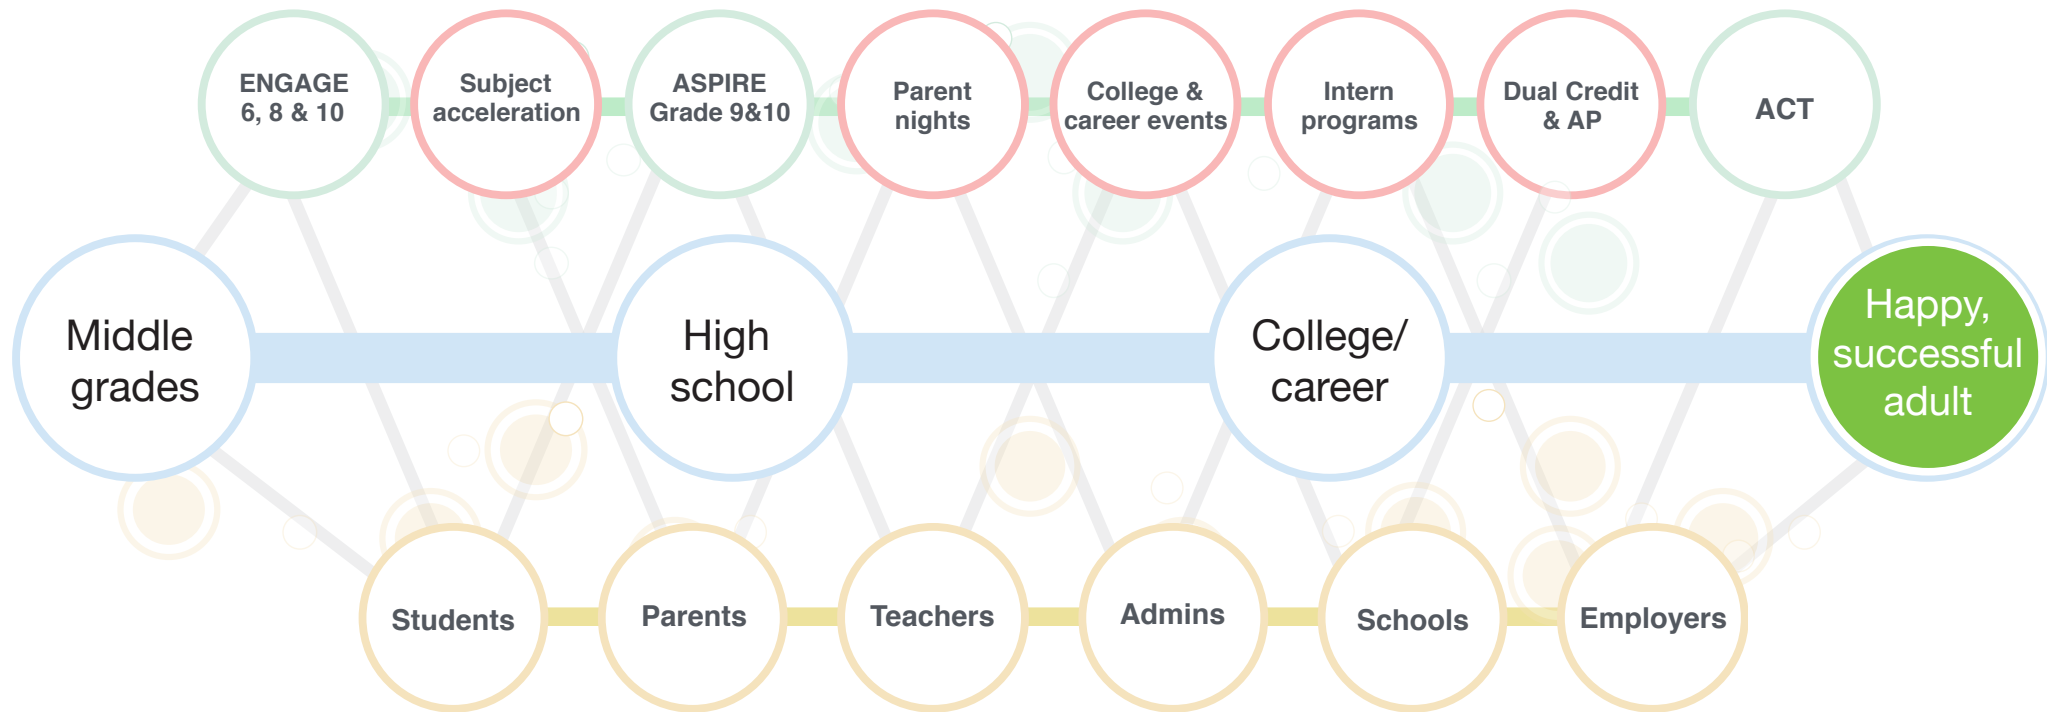 ENGAGE
6, 8 & 10
Subject
acceleration
ASPIRE
Grade 9&10
Parent
nights
College &
career events
Intern
programs
Dual Credit
& AP
ACT
Middle
grades
High
school
College/
career
Happy,
successful
adult
Students
Parents
Teachers
Admins
Schools
Employers